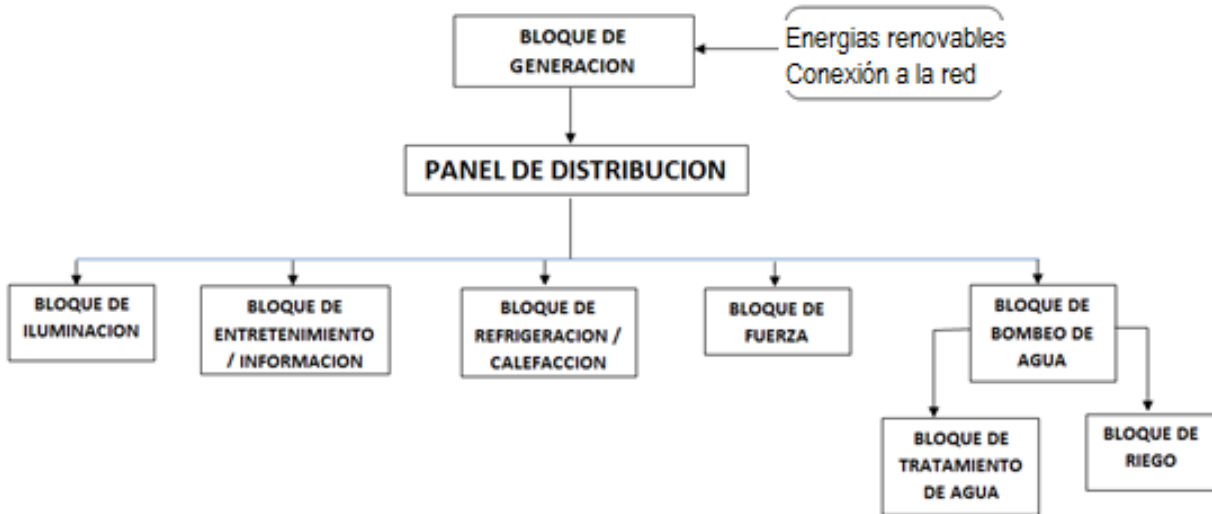 BLOQUE DE
GENERACION
Energias renovables
Conexión a la red
PANEL DE DISTRIBUCION
BLOQUE DE
ILUMINACION
BLOQUE DE
ENTRETENIMIENTO
/ INFORMACION
BLOQUE DE
REFRIGERACION /
CALEFACCION
BLOQUE DE
FUERZA
BLOQUE DE
BOMBEO DE
AGUA
BLOQUE DE
TRATAMIENTO
DE AGUA
BLOQUE DE
RIEGO